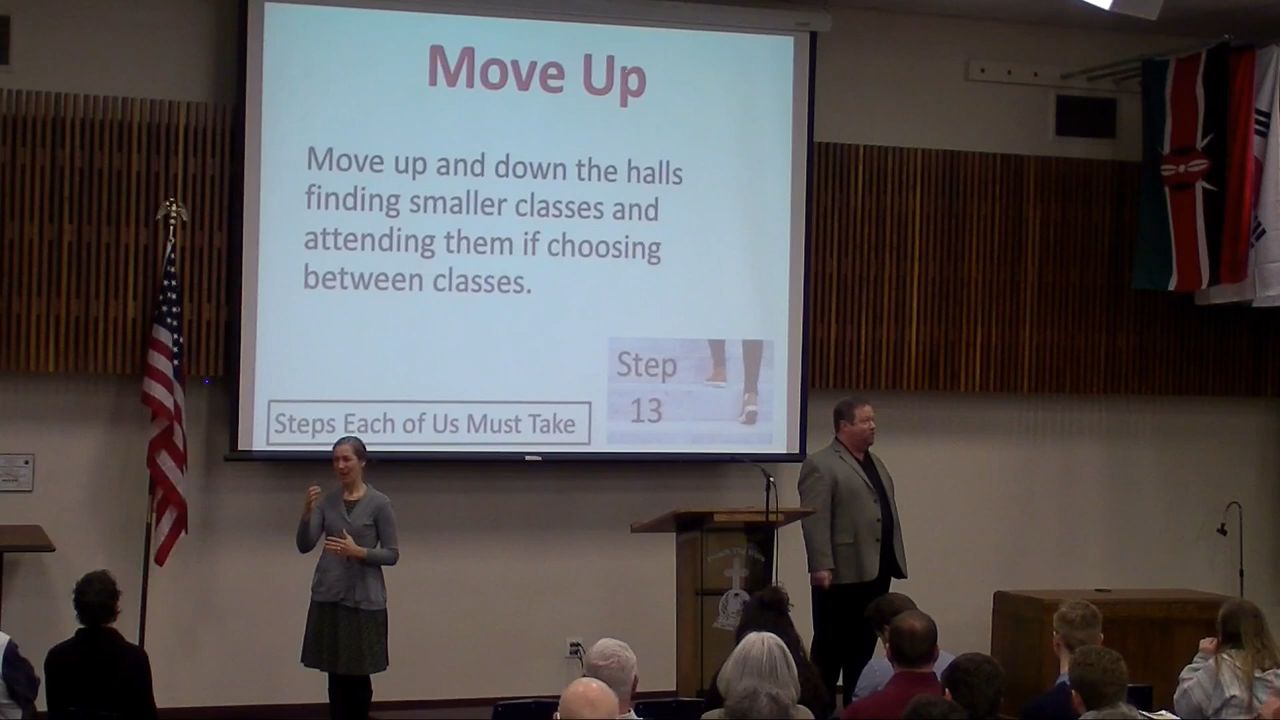 Move Up
Move up and down the halls
finding smaller classes and
attending them if choosing
between classes.
Step
13
Steps Each of Us Must Take